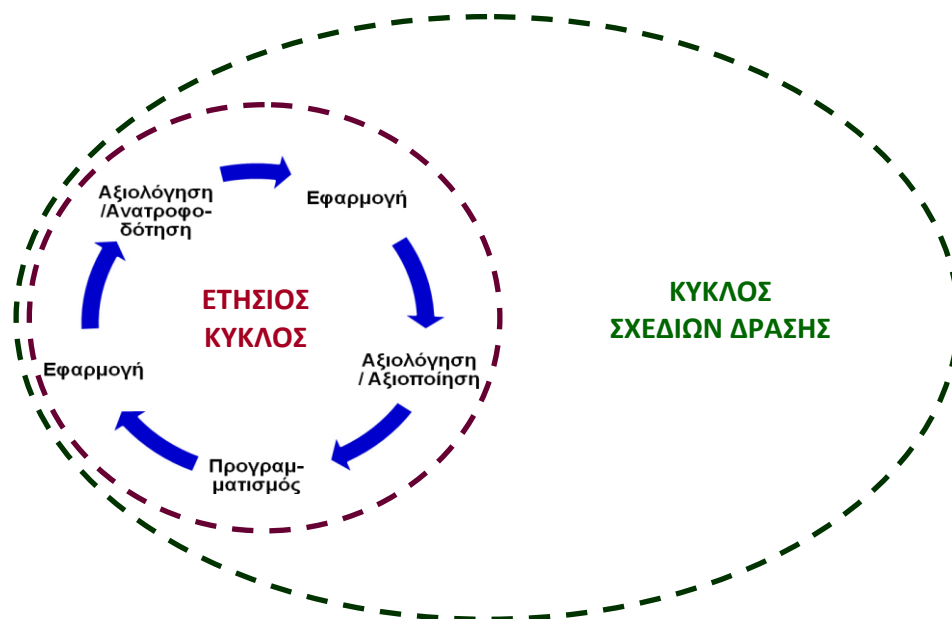 Αξιολόγηση
/Ανατροφο-
δότηση
Εφαρμογή
ΕΤΗΣΙΟΣ
ΚΥΚΛΟΣ
ΚΥΚΛΟΣ
ΣΧΕΔΙΩΝ ΔΡΑΣΗΣ
Εφαρμογή
Αξιολόγηση
/ Αξιοποίηση
Προγραμ-
ματισμός